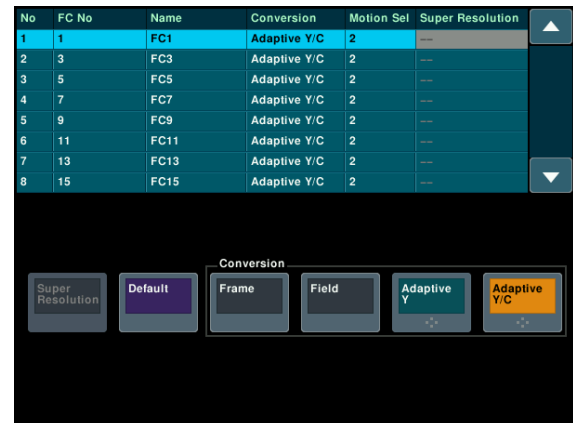 No FC No Name Conversion Motion Sel Super Resolution
1 1 FC1 Adaptive Y/C 2 --
2 3 FC3 Adaptive Y/C 2 --
3 5 FC5 Adaptive Y/C 2 --
4 7 FC7 Adaptive Y/C 2 --
5 9 FC9 Adaptive Y/C 2 --
6 11 FC11 Adaptive Y/C 2 --
7 13 FC13 Adaptive Y/C 2 --
8 15 FC15 Adaptive Y/C 2 --
Conversion
Super
Resolution
Default
Frame
Field
Adaptive
Y
Adaptive
Y/C